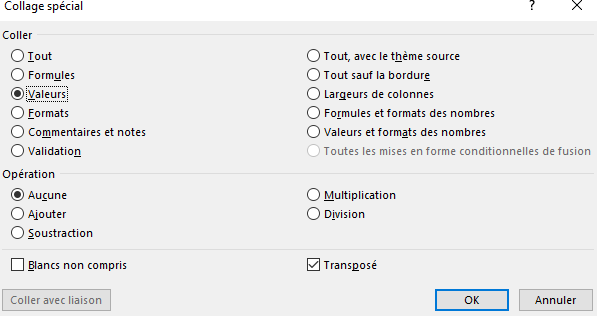 Collage spécial ? ×
Coller
Tout
Formules
Valeurs
Formats
Commentaires et notes
Validation
Tout, avec le thème source
Tout sauf la bordure
Largeurs de colonnes
Formules et formats des nombres
Valeurs et formats des nombres
Toutes les mises en forme conditionnelles de fusion
Opération
Aucune
Ajouter
Soustraction
Multiplication
Division
Blancs non compris
Transposé
Coller avec liaison
OK
Annuler